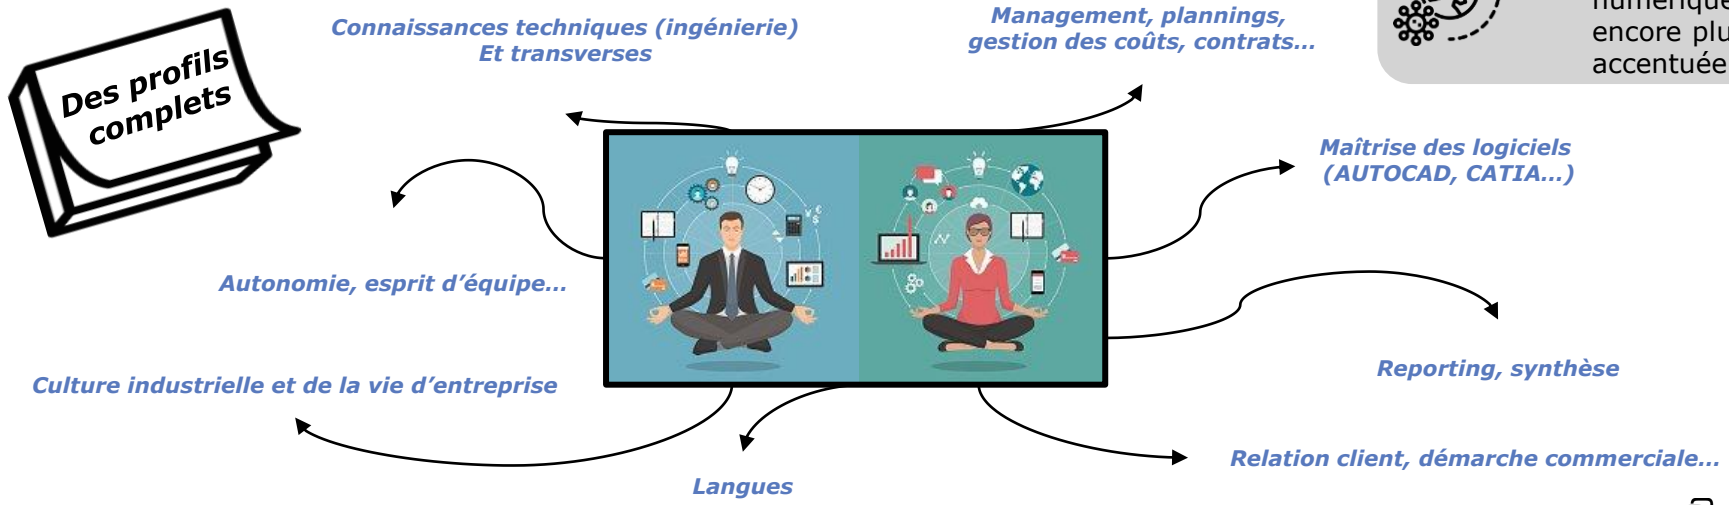 Connaissances techniques (ingénierie)
Et transverses
Management, plannings,
gestion des coûts, contrats…
encore
accentuée
Des profils
complets
Maîtrise des logiciels
(AUTOCAD, CATIA…)
¥ €
$
Autonomie, esprit d’équipe…
Culture industrielle et de la vie d’entreprise
Reporting, synthèse
Relation client, démarche commerciale…
Langues